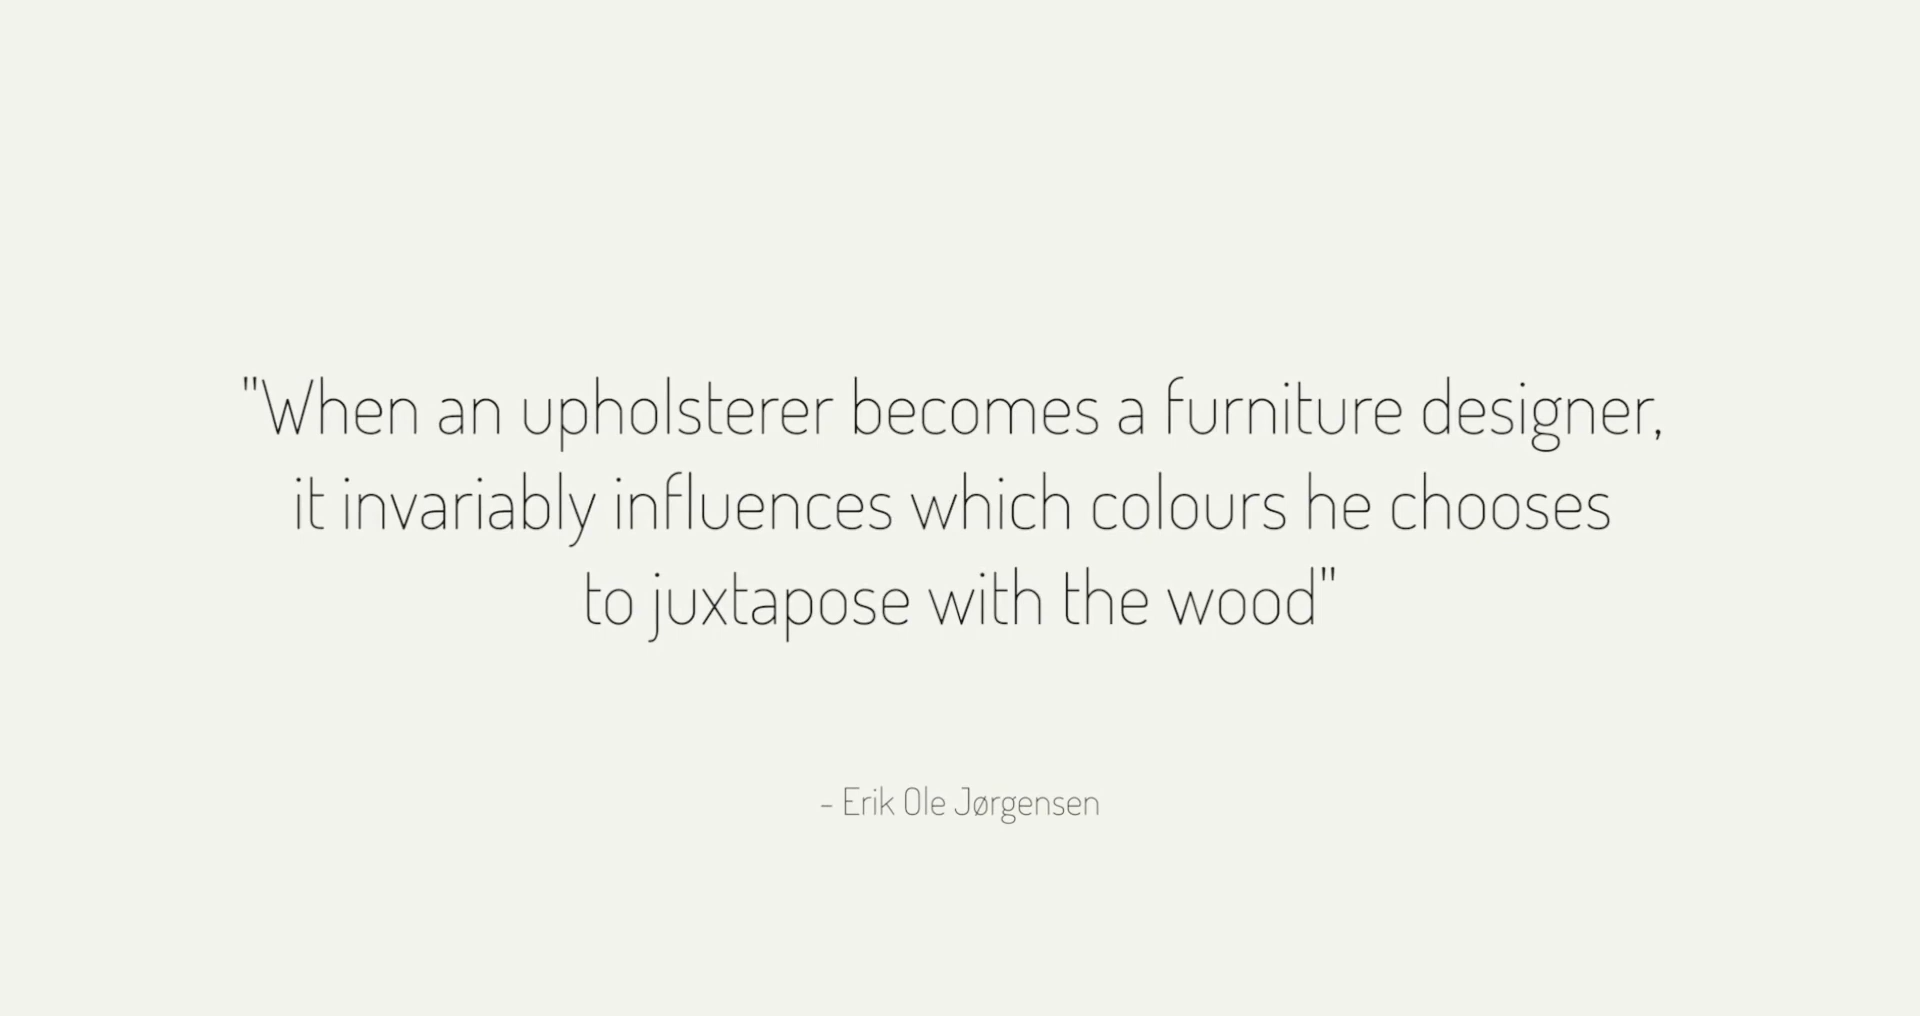 "When an upholsterer becomes a furniture designer,
it invariably influences which colours he chooses
to juxtapose with the wood"
- Erik Ole Jørgensen